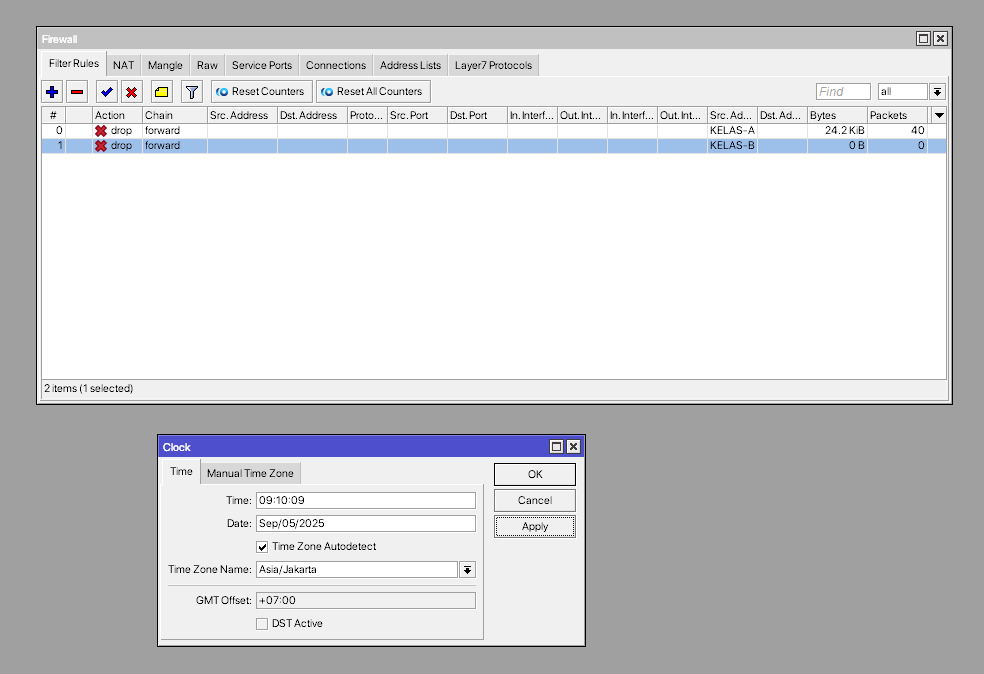 Firewall
Filter Rules NAT Mangle Raw Service Ports Connections Address Lists Layer7 Protocols
Reset Counters Reset All Counters Find all
# Action Chain Src. Address Dst. Address Proto... Src. Port Dst. Port In. Interf... Out. Int... In. Interf... Out. Int... Src. Ad... Dst. Ad... Bytes Packets
0 drop forward KELAS-A 24.2 KiB 40
1 drop forward KELAS-B 0 B 0
2 items (1 selected)
Clock
Time Manual Time Zone
OK
Cancel
Apply
Time: 09:10:09
Date: Sep/05/2025
Time Zone Autodetect
Time Zone Name: Asia/Jakarta
GMT Offset: +07:00
DST Active